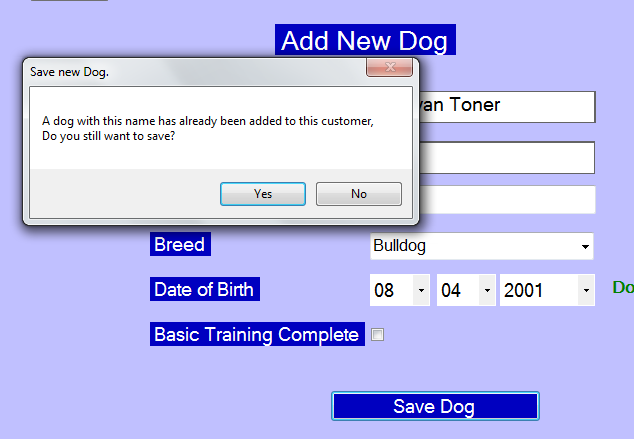 Add New Dog
Save new Dog.
A dog with this name has already been added to this customer,
Do you still want to save?
Yes
No
Toner
Breed
Bulldog
Date of Birth
08
04
2001
Basic Training Complete
Save Dog